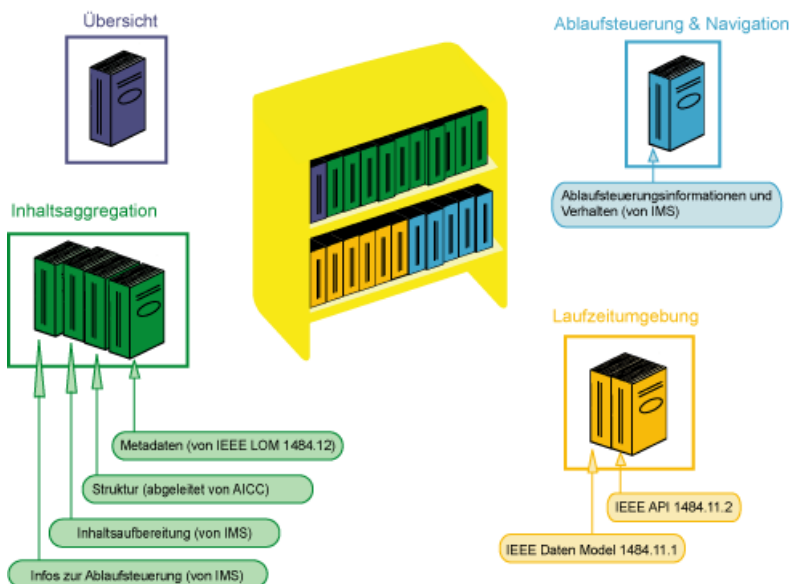 Übersicht
Ablaufsteuerung & Navigation
Ablaufsteuerungsinformationen und
Verhalten (von IMS)
Inhaltsaggregation
Metadaten (von IEEE LOM 1484.12)
Struktur (abgeleitet von AICC)
Inhaltsaufbereitung (von IMS)
Infos zur Ablaufsteuerung (von IMS)
Laufzeitumgebung
IEEE API 1484.11.2
IEEE Daten Model 1484.11.1